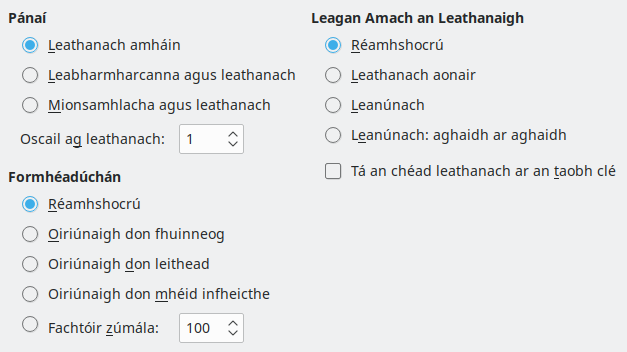 Pánaí
Leathanach amháin
Leabharmharcanna agus leathanach
Mionsamhlacha agus leathanach
Oscail ag leathanach: 1
Formhéadúchán
Réamhshocrú
Oiriúnaigh don fhuinneog
Oiriúnaigh don leithead
Oiriúnaigh don mhéid infheicthe
Fachtóir zúmála: 100
Leagan Amach an Leathanaigh
Réamhshocrú
Leathanach aonair
Leanúnach
Leanúnach: aghaidh ar aghaidh
Tá an chéad leathanach ar an taobh clé